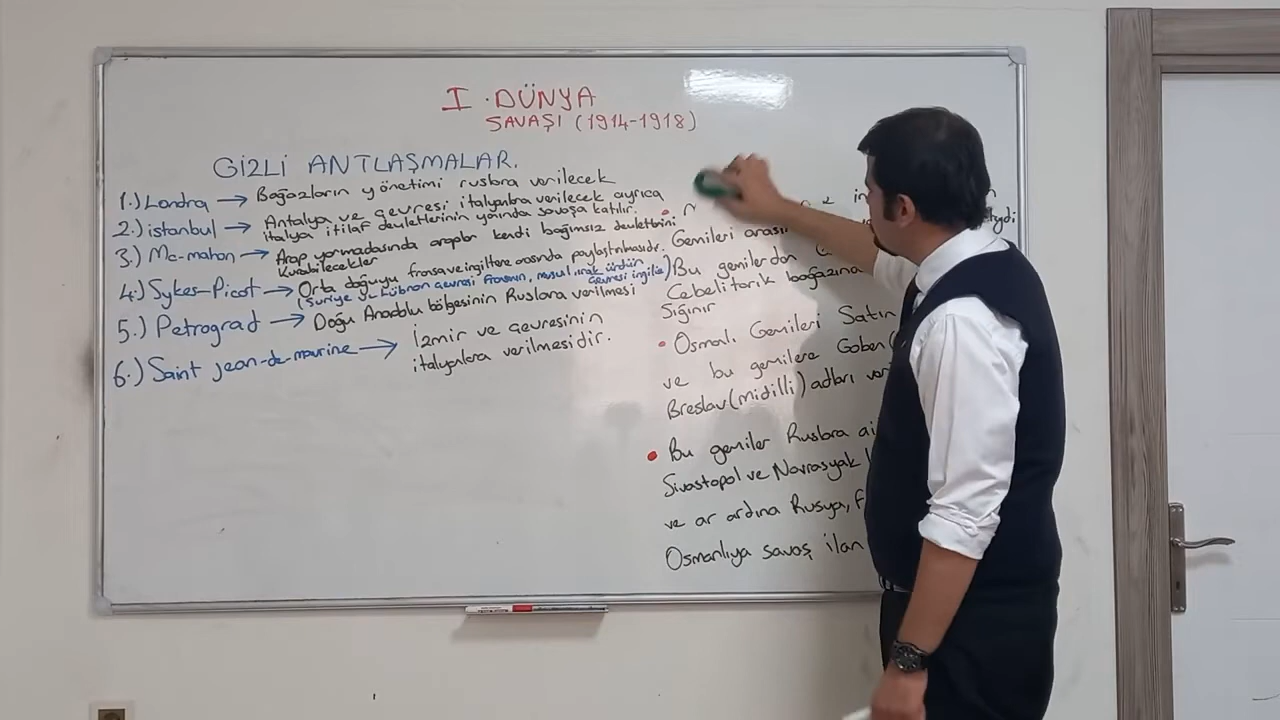 I. DÜNYA
SAVAŞI (1914-1918)
GİZLİ ANTLAŞMALAR.
1.) Londra → Boğazların yönetimi ruslara verilecek
2.) istanbul → Antalya ve çevresi italyanlara verilecek ayrıca
italya itilaf devletlerinin yanında savaşa katılır.
3.) Mc-mahon → Arap yarmadasında araplar kendi bağımsız devletlerini
kurabilecekler
4.) Sykes-Picot → Orta doğuyu fransa ve ingiltere arasında paylaştırılmasıdır.
(Suriye ve Lübnan çevresi Fransanın, musul ırak ürdün
çevresi ingiliz)
5.) Petrograd → Doğu Anadolu bölgesinin Ruslara verilmesi
6.) Saint jean-de-maurine → İzmir ve çevresinin
italyanlara verilmesidir.
Gemileri
Bu gemilerden
Cebelitarık boğazına
Sığınır
• Osmalı Gemileri Satın
ve bu gemilere Goben
Breslav (midilli) adları
• Bu gemiler Ruslara
Sivastopol ve Novrasyak
ve ar ardına Rusya,
Osmanlıya savaş ilan